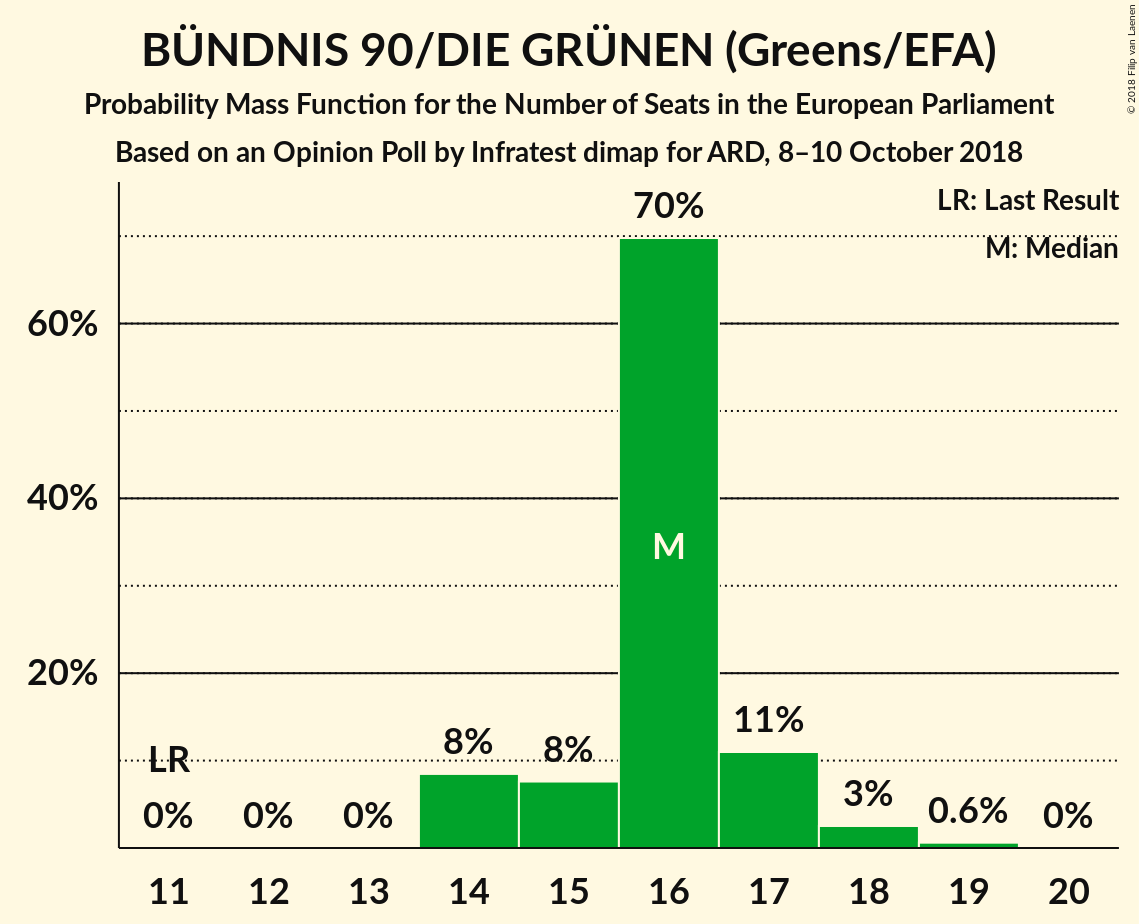 BÜNDNIS 90/DIE GRÜNEN (Greens/EFA)
Probability Mass Function for the Number of Seats in the European Parliament
Based on an Opinion Poll by Infratest dimap for ARD, 8–10 October 2018
© 2018 Filip van Laenen
LR: Last Result
M: Median
70%
60%
40%
M
20%
11%
8%
8%
LR
3%
0.6%
0%
0%
0%
0%
11 12 13 14 15 16 17 18 19 20